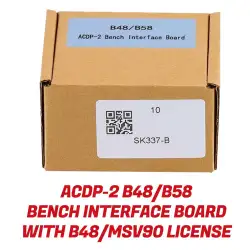 B48/B58
ACDP-2 Bench Interface Board
10
SK337-B
ACDP-2 B48/B58
BENCH INTERFACE BOARD
WITH B48/MSV90 LICENSE